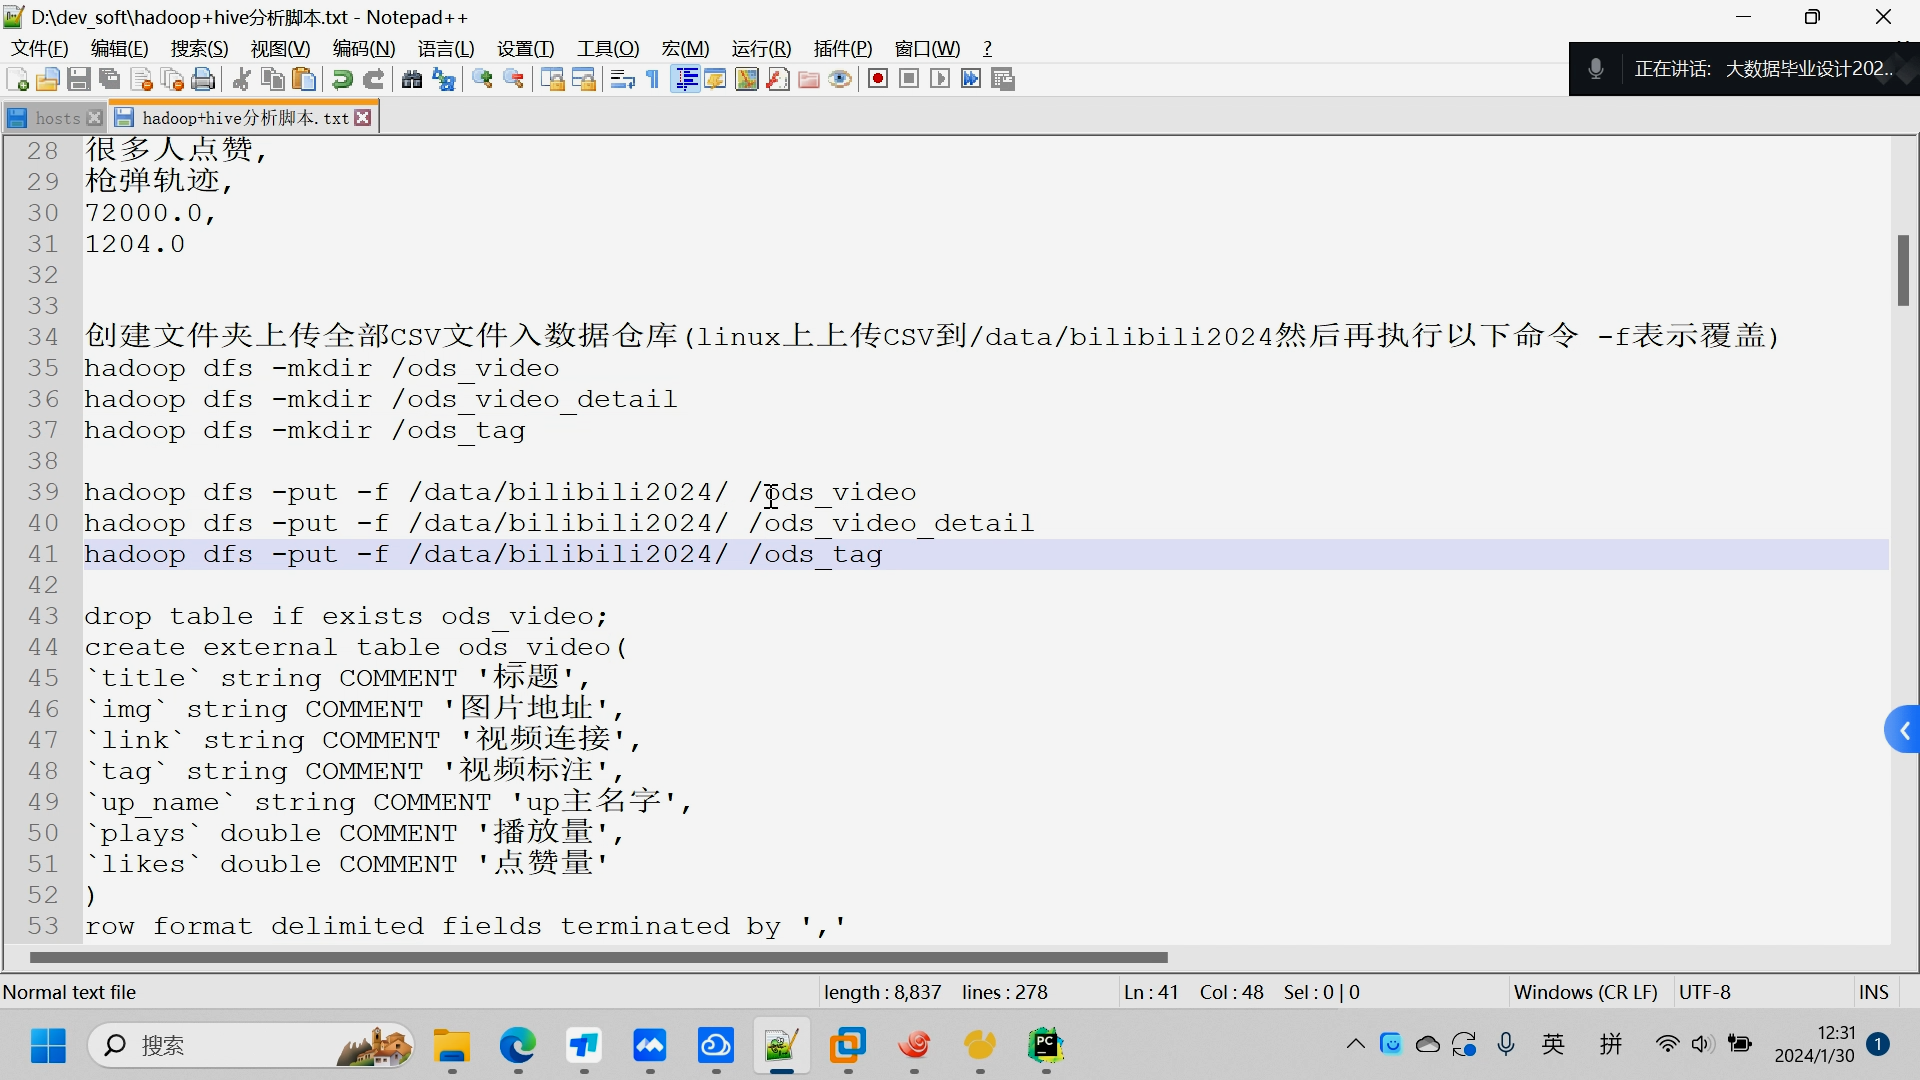 D:\dev_soft\hadoop+hive分析脚本.txt - Notepad++
文件(F) 编辑(E) 搜索(S) 视图(V) 编码(N) 语言(L) 设置(T) 工具(O) 宏(M) 运行(R) 插件(P) 窗口(W) ?
正在讲话: 大数据毕业设计202...
hosts hadoop+hive分析脚本.txt
28 很多人点赞,
29 枪弹轨迹,
30 72000.0,
31 1204.0
32
33
34 创建文件夹上传全部CSV文件入数据仓库(linux上上传CSV到/data/bilibili2024然后再执行以下命令 -f表示覆盖)
35 hadoop dfs -mkdir /ods_video
36 hadoop dfs -mkdir /ods_video_detail
37 hadoop dfs -mkdir /ods_tag
38
39 hadoop dfs -put -f /data/bilibili2024/ /ods_video
40 hadoop dfs -put -f /data/bilibili2024/ /ods_video_detail
41 hadoop dfs -put -f /data/bilibili2024/ /ods_tag
42
43 drop table if exists ods_video;
44 create external table ods_video(
45 `title` string COMMENT '标题',
46 `img` string COMMENT '图片地址',
47 `link` string COMMENT '视频连接',
48 `tag` string COMMENT '视频标注',
49 `up_name` string COMMENT 'up主名字',
50 `plays` double COMMENT '播放量',
51 `likes` double COMMENT '点赞量'
52 )
53 row format delimited fields terminated by ','
Normal text file length : 8,837 lines : 278 Ln : 41 Col : 48 Sel : 0 | 0 Windows (CR LF) UTF-8 INS
搜索 PC 英 拼 12:31 1
2024/1/30